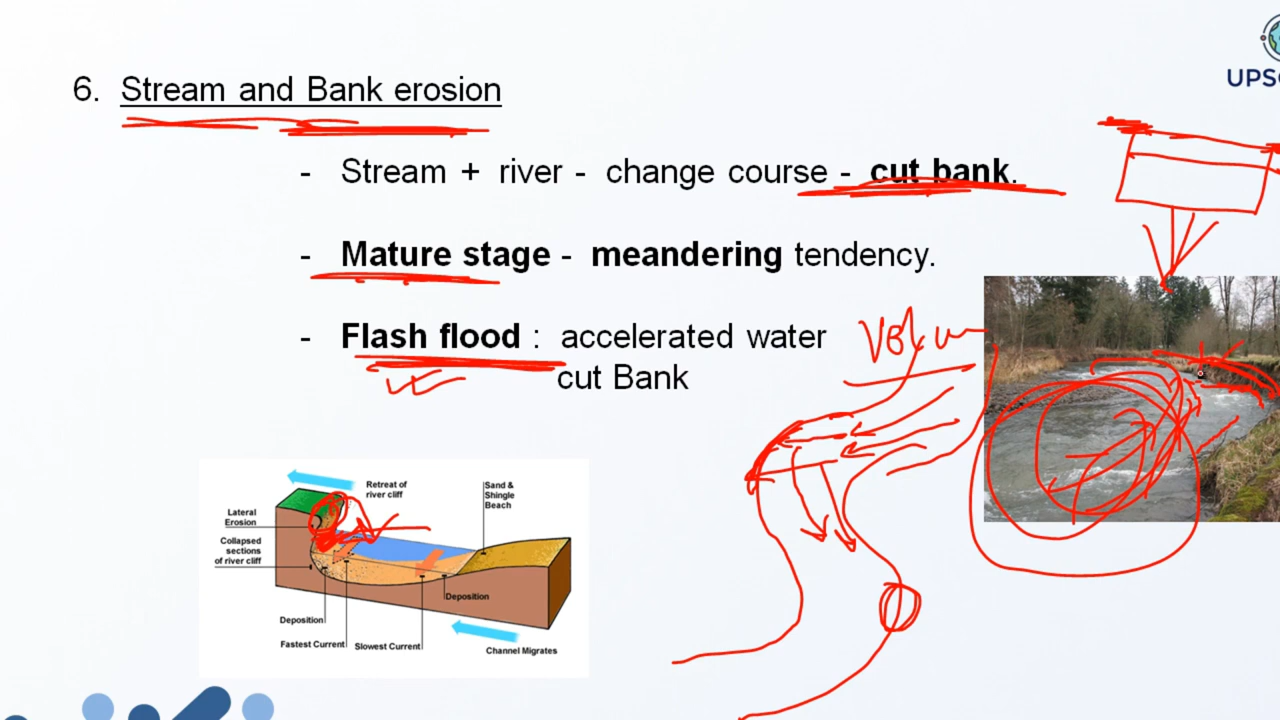 UPSC
6. Stream and Bank erosion
- Stream + river - change course - cut bank.
- Mature stage - meandering tendency.
- Flash flood : accelerated water
cut Bank
Retreat of
river cliff
Sand &
Shingle
Beach
Lateral
Erosion
Collapsed
sections
of river cliff
Deposition
Deposition
Fastest Current
Slowest Current
Channel Migrates